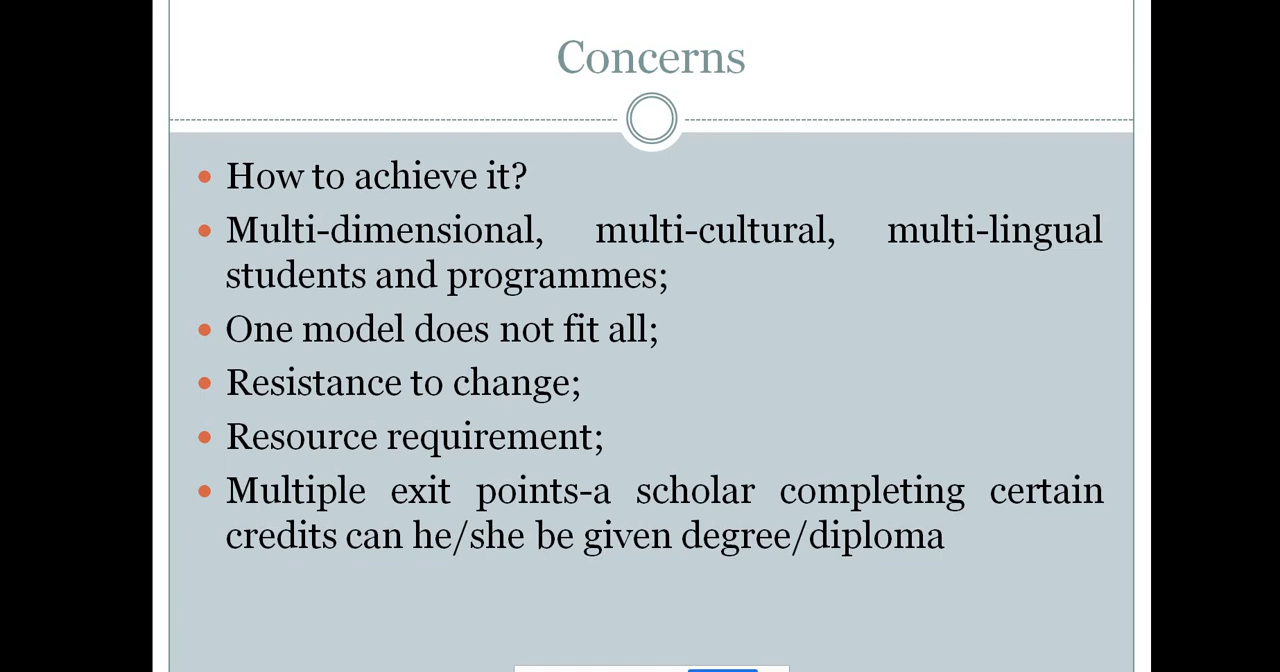 Concerns
How to achieve it?
Multi-dimensional, multi-cultural, multi-lingual
students and programmes;
One model does not fit all;
Resistance to change;
Resource requirement;
Multiple exit points-a scholar completing certain
credits can he/she be given degree/diploma